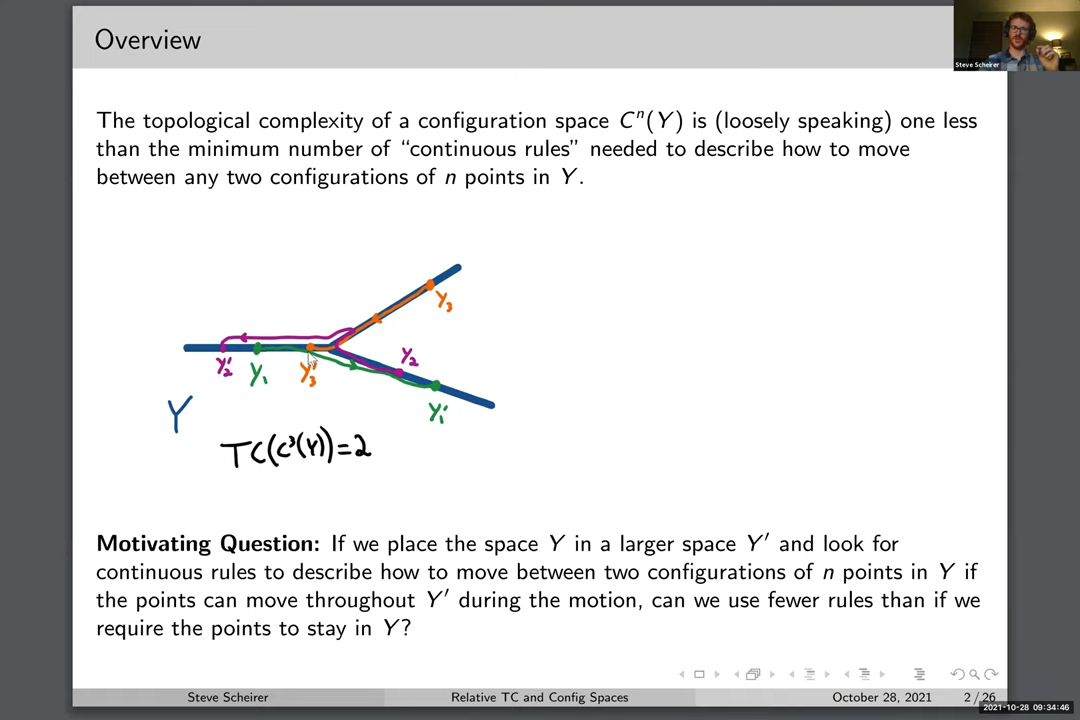 Overview
Steve Scheirer
The topological complexity of a configuration space Cⁿ(Y) is (loosely speaking) one less
than the minimum number of “continuous rules” needed to describe how to move
between any two configurations of n points in Y.
y₃
y₂
y₂′ y₁ y₃′
y₁′
Y
TC(C³(Y))=2
Motivating Question: If we place the space Y in a larger space Y′ and look for
continuous rules to describe how to move between two configurations of n points in Y if
the points can move throughout Y′ during the motion, can we use fewer rules than if we
require the points to stay in Y?
Steve Scheirer Relative TC and Config Spaces October 28, 2021 2 / 26
2021-10-28 09:34:46